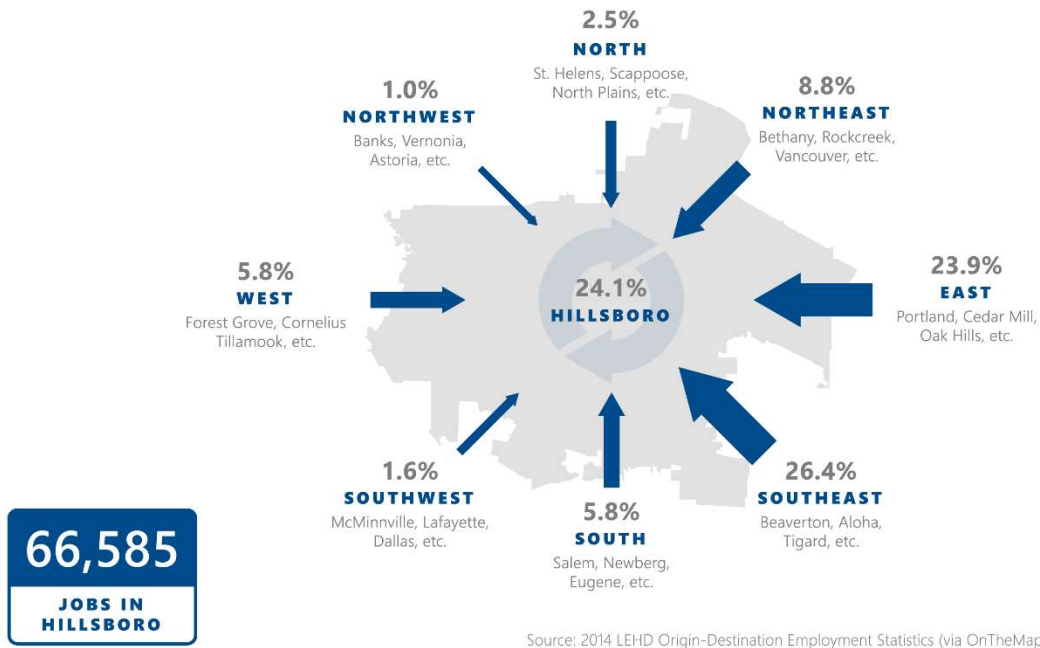 2.5%
NORTH
St. Helens, Scappoose,
North Plains, etc.
1.0%
NORTHWEST
Banks, Vernonia,
Astoria, etc.
8.8%
NORTHEAST
Bethany, Rockcreek,
Vancouver, etc.
5.8%
WEST
Forest Grove, Cornelius
Tillamook, etc.
24.1%
HILLSBORO
23.9%
EAST
Portland, Cedar Mill,
Oak Hills, etc.
1.6%
SOUTHWEST
McMinnville, Lafayette,
Dallas, etc.
5.8%
SOUTH
Salem, Newberg,
Eugene, etc.
26.4%
SOUTHEAST
Beaverton, Aloha,
Tigard, etc.
66,585
JOBS IN
HILLSBORO
Source: 2014 LEHD Origin-Destination Employment Statistics (via OnTheMap